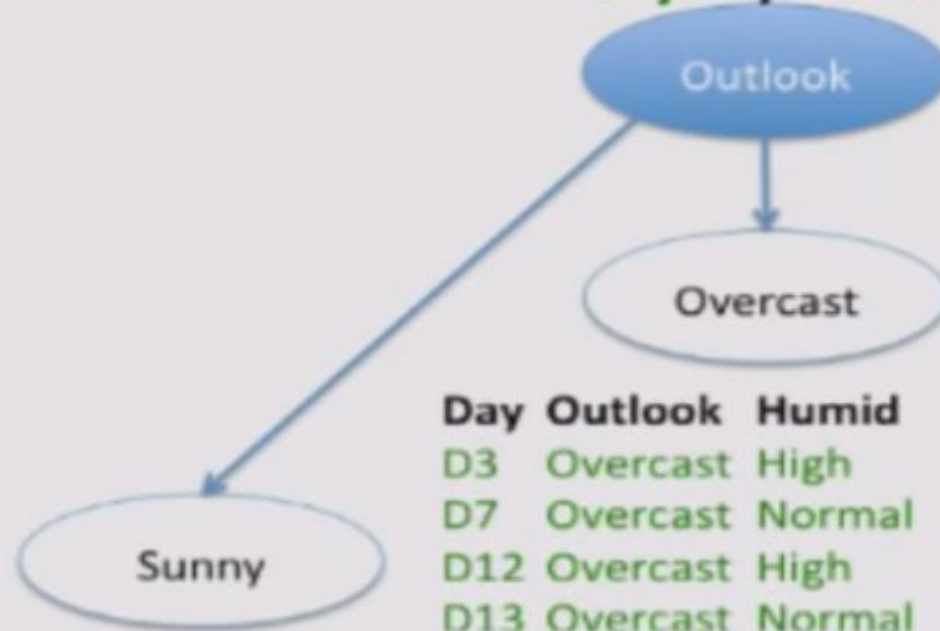 Outlook
Overcast
Day Outlook Humid
D3 Overcast High
D7 Overcast Normal
Sunny
D12 Overcast High
D13 Overcast Normal